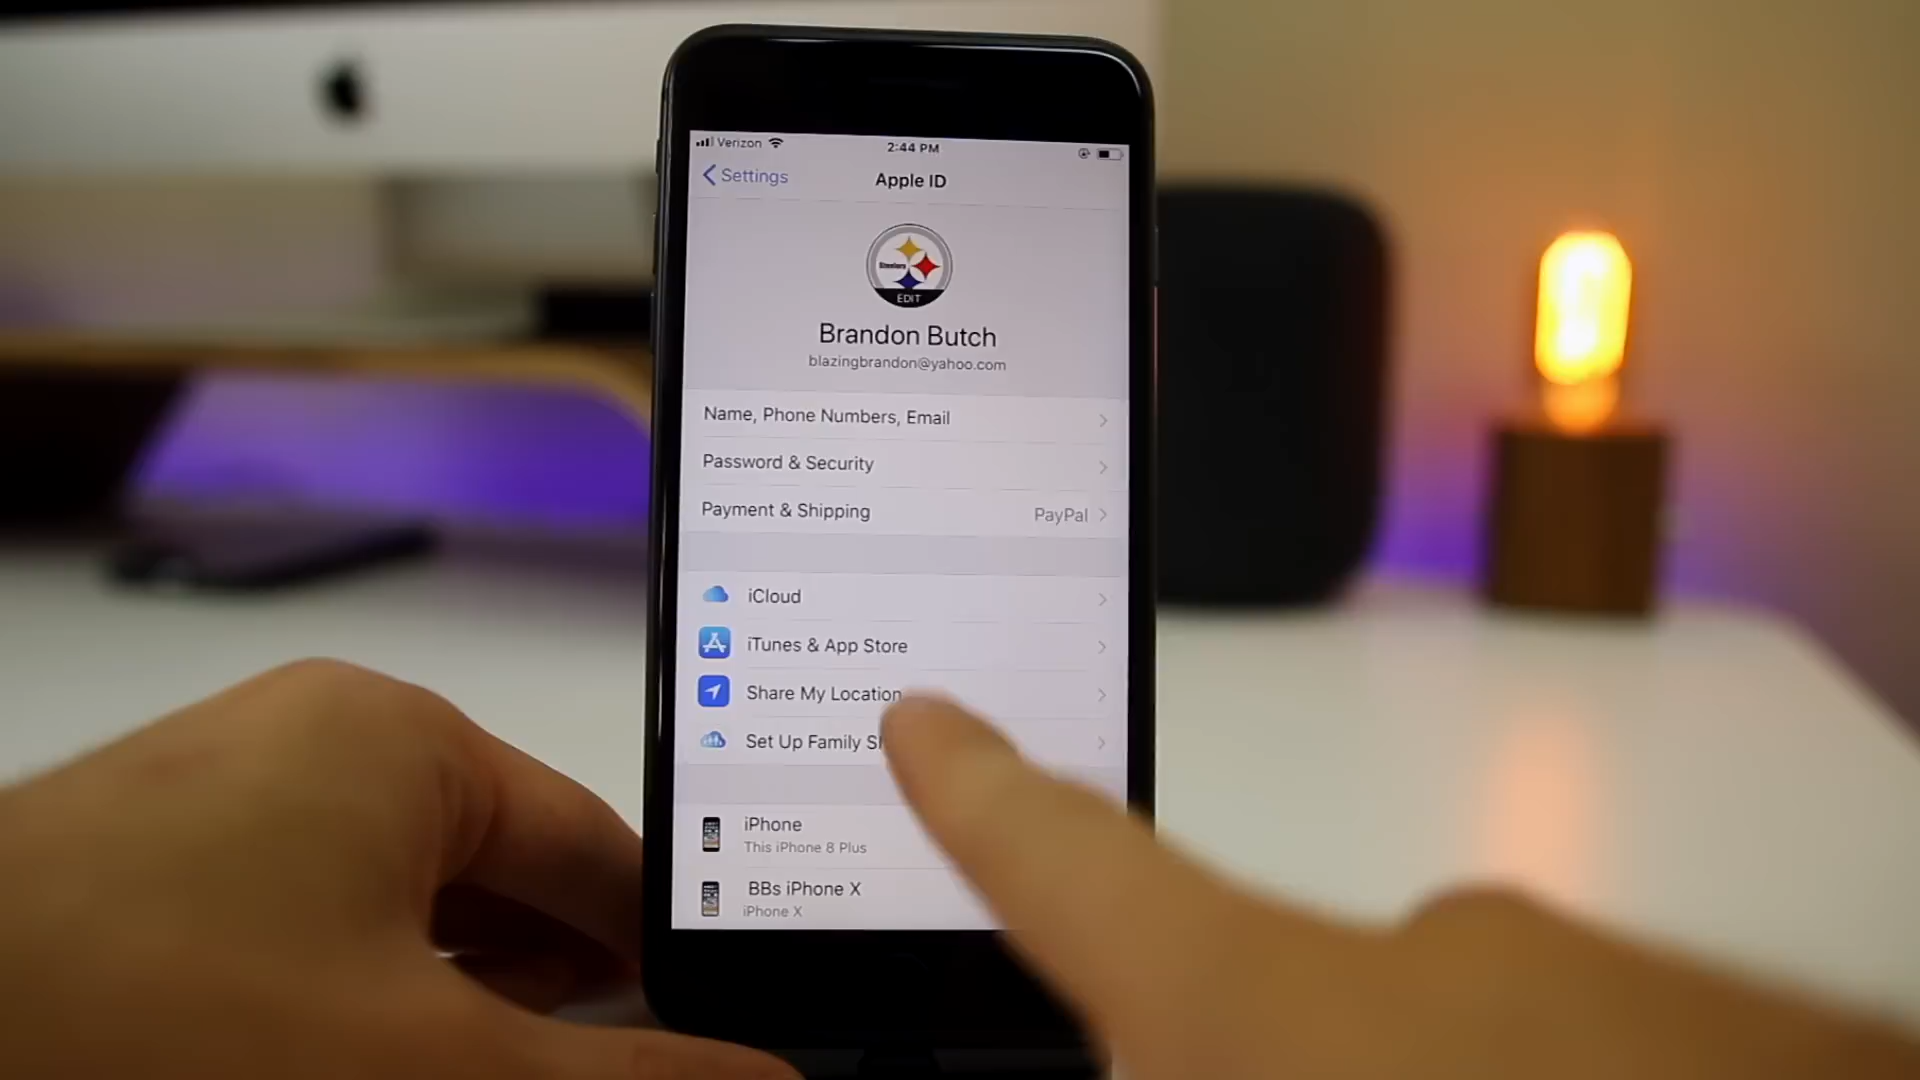 Verizon
2:44 PM
Settings
Apple ID
Steelers
EDIT
Brandon Butch
blazingbrandon@yahoo.com
Name, Phone Numbers, Email
Password & Security
Payment & Shipping PayPal
iCloud
iTunes & App Store
Share My Location
Set Up Family
iPhone
This iPhone 8 Plus
BBs iPhone X
iPhone X